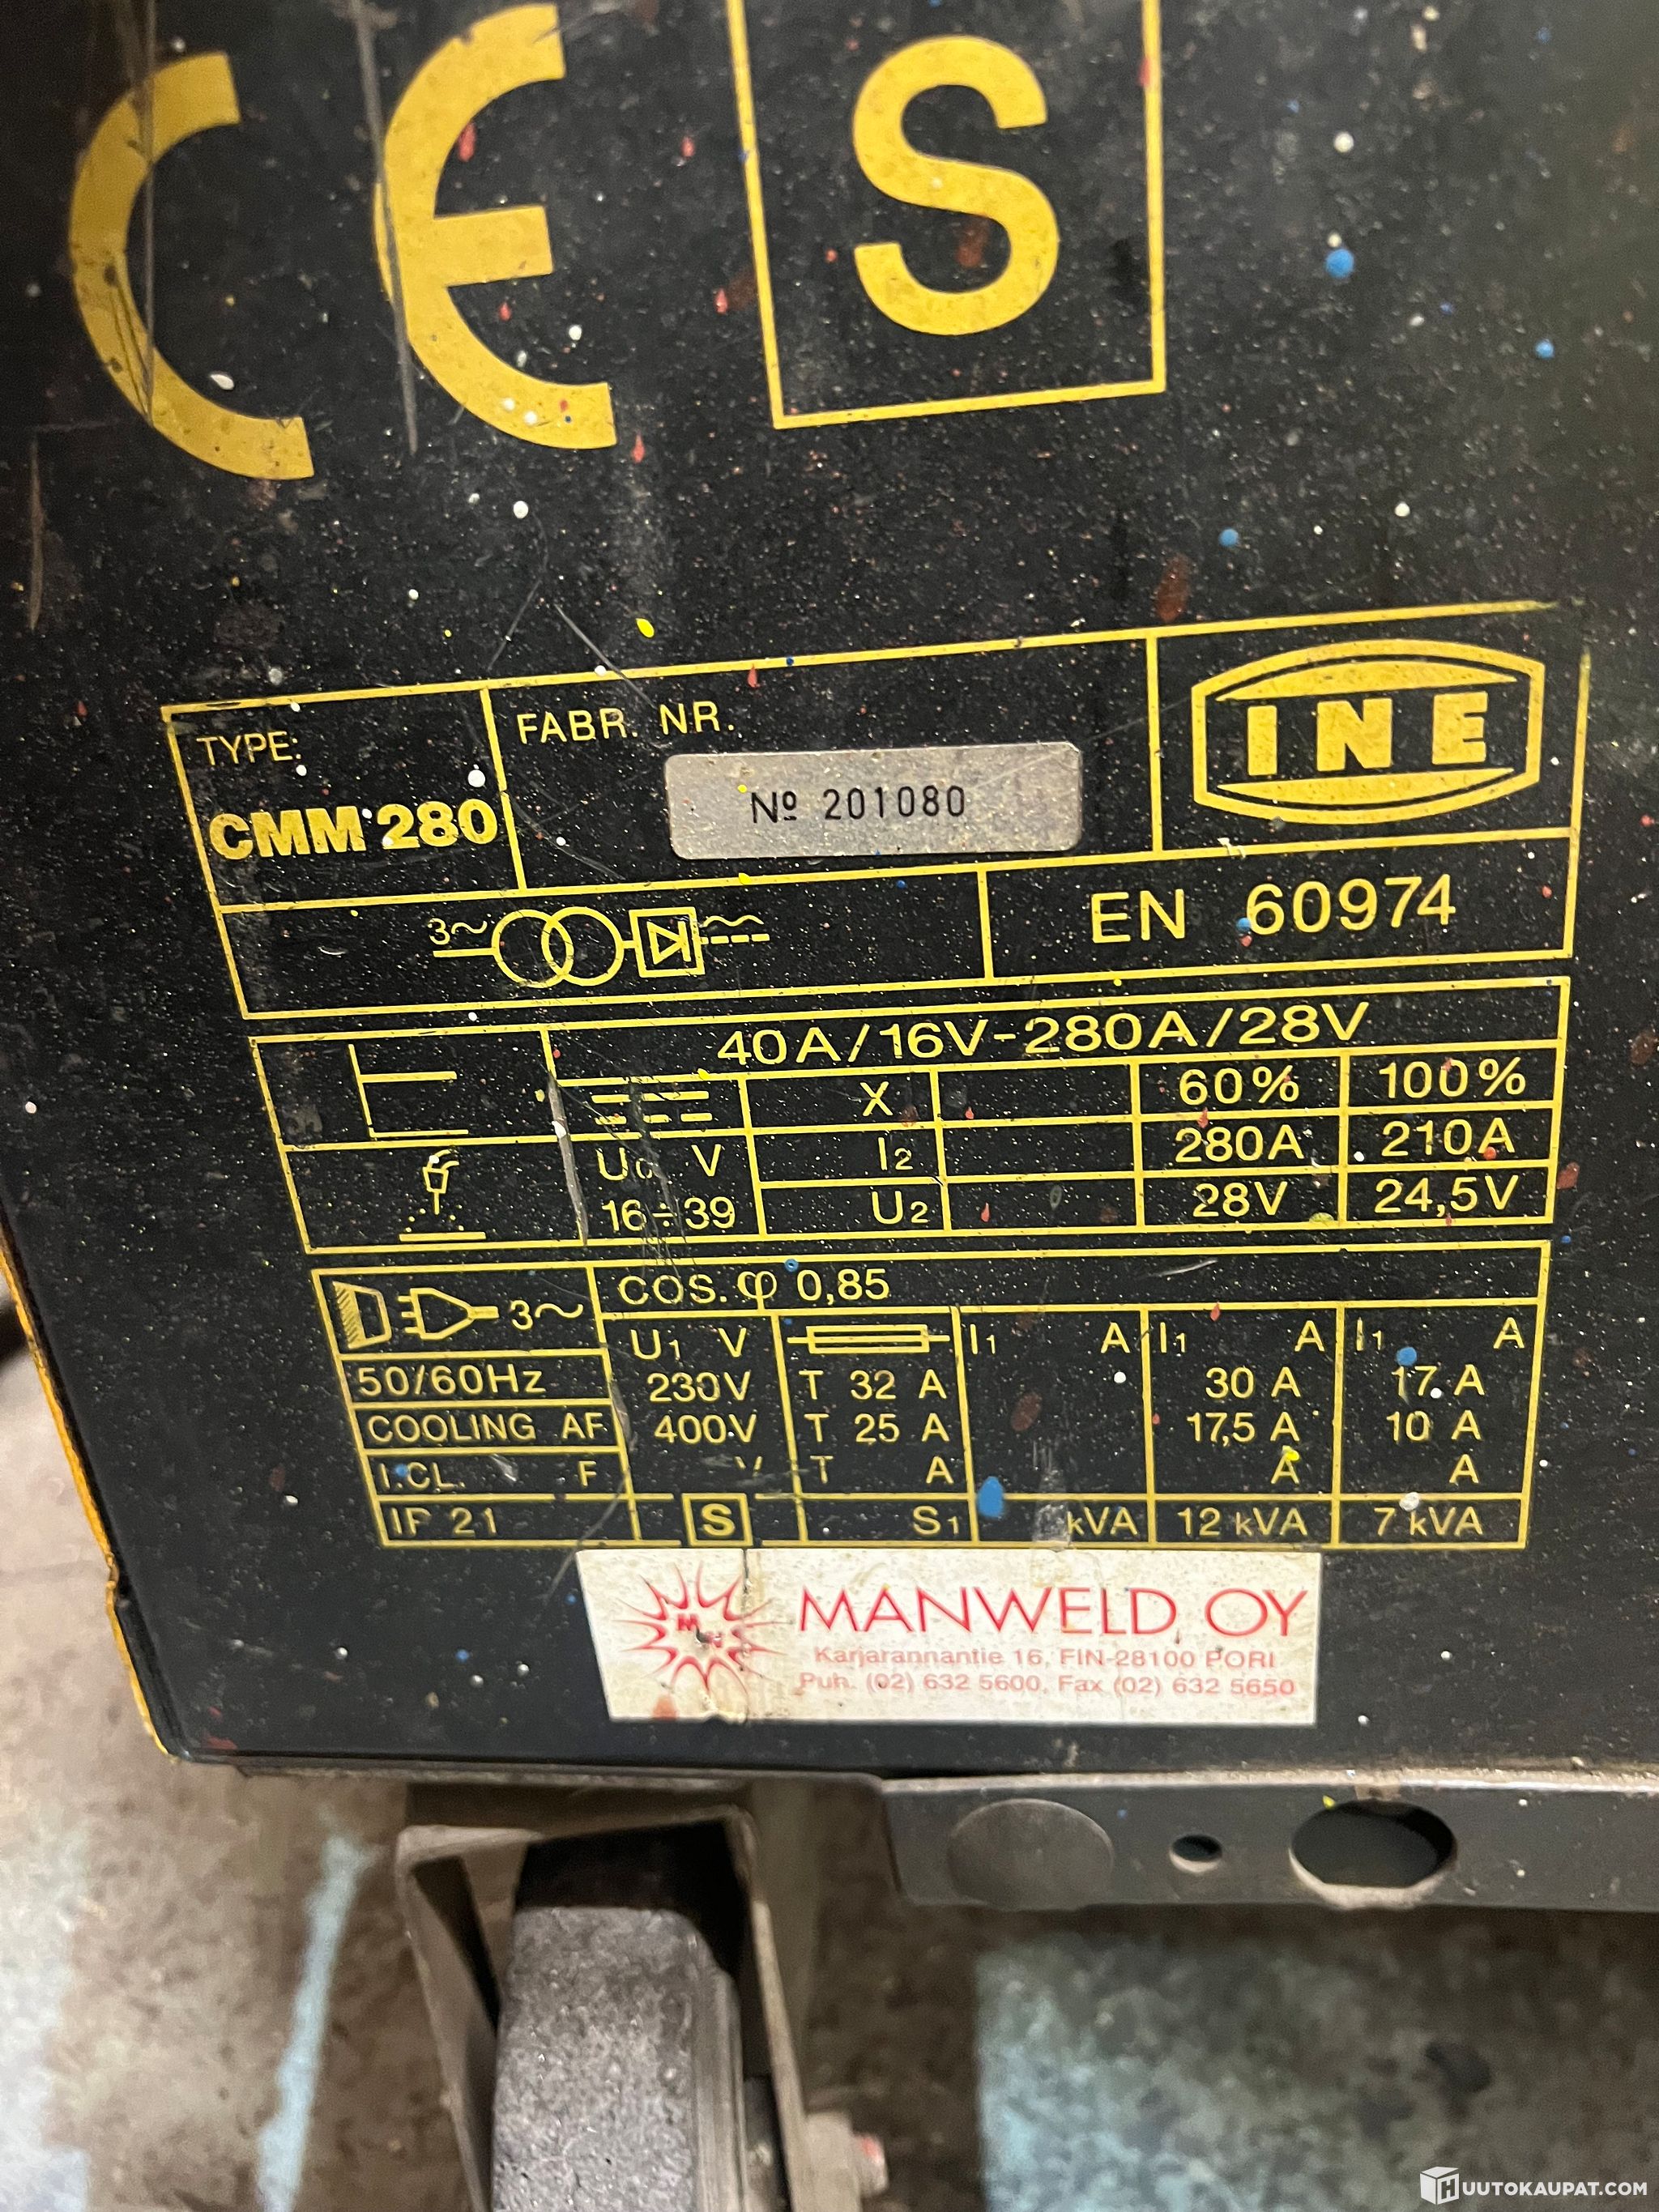 CE S
TYPE: FABR. NR. INE
CMM 280 Nº 201080
3~ EN 60974
40A/16V-280A/28V
X 60% 100%
U₀ V I₂ 280A 210A
16÷39 U₂ 28V 24,5V
3~ COS.φ 0,85
U₁ V I₁ A I₁ A I₁ A
50/60Hz 230V T 32 A 30 A 17 A
COOLING AF 400V T 25 A 17,5 A 10 A
I.CL. F V T A A A
IP 21 S S₁ kVA 12 kVA 7 kVA
MANWELD OY
Karjarannantie 16, FIN-28100 PORI
Puh. (02) 632 5600, Fax (02) 632 5650
HUUTOKAUPAT.COM